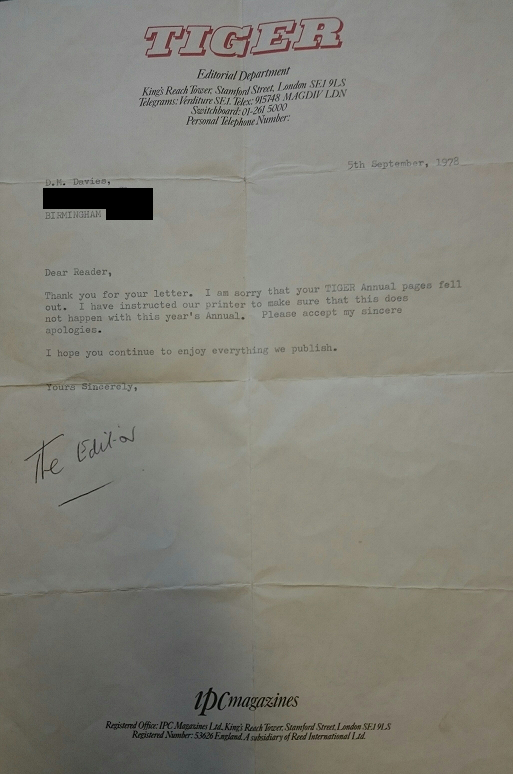 TIGER
Editorial Department
King's Reach Tower, Stamford Street, London SE1 9LS
Telegrams: Verditure SE1. Telex: 915748 MAGDIV LDN
Switchboard: 01-261 5000
Personal Telephone Number:
5th September, 1978
D.M. Davies,
BIRMINGHAM
Dear Reader,
Thank you for your letter. I am sorry that your TIGER Annual pages fell
out. I have instructed our printer to make sure that this does
not happen with this year's Annual. Please accept my sincere
apologies.
I hope you continue to enjoy everything we publish.
Yours Sincerely,
The Editor
ipc magazines
Registered Office: IPC Magazines Ltd, King's Reach Tower, Stamford Street, London SE1 9LS
Registered Number: 53626 England. A subsidiary of Reed International Ltd.